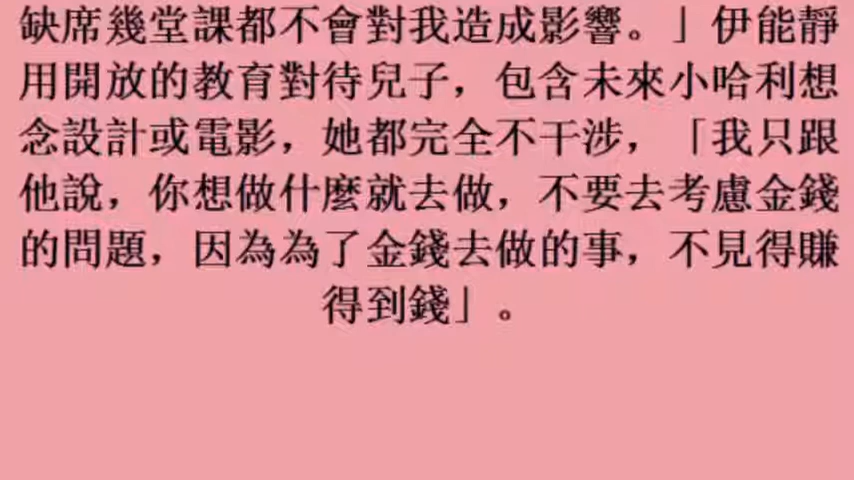 缺席幾堂課都不會對我造成影響。」伊能靜
用開放的教育對待兒子，包含未來小哈利想
念設計或電影，她都完全不干涉，「我只跟
他說，你想做什麼就去做，不要去考慮金錢
的問題，因為為了金錢去做的事，不見得賺
得到錢」。